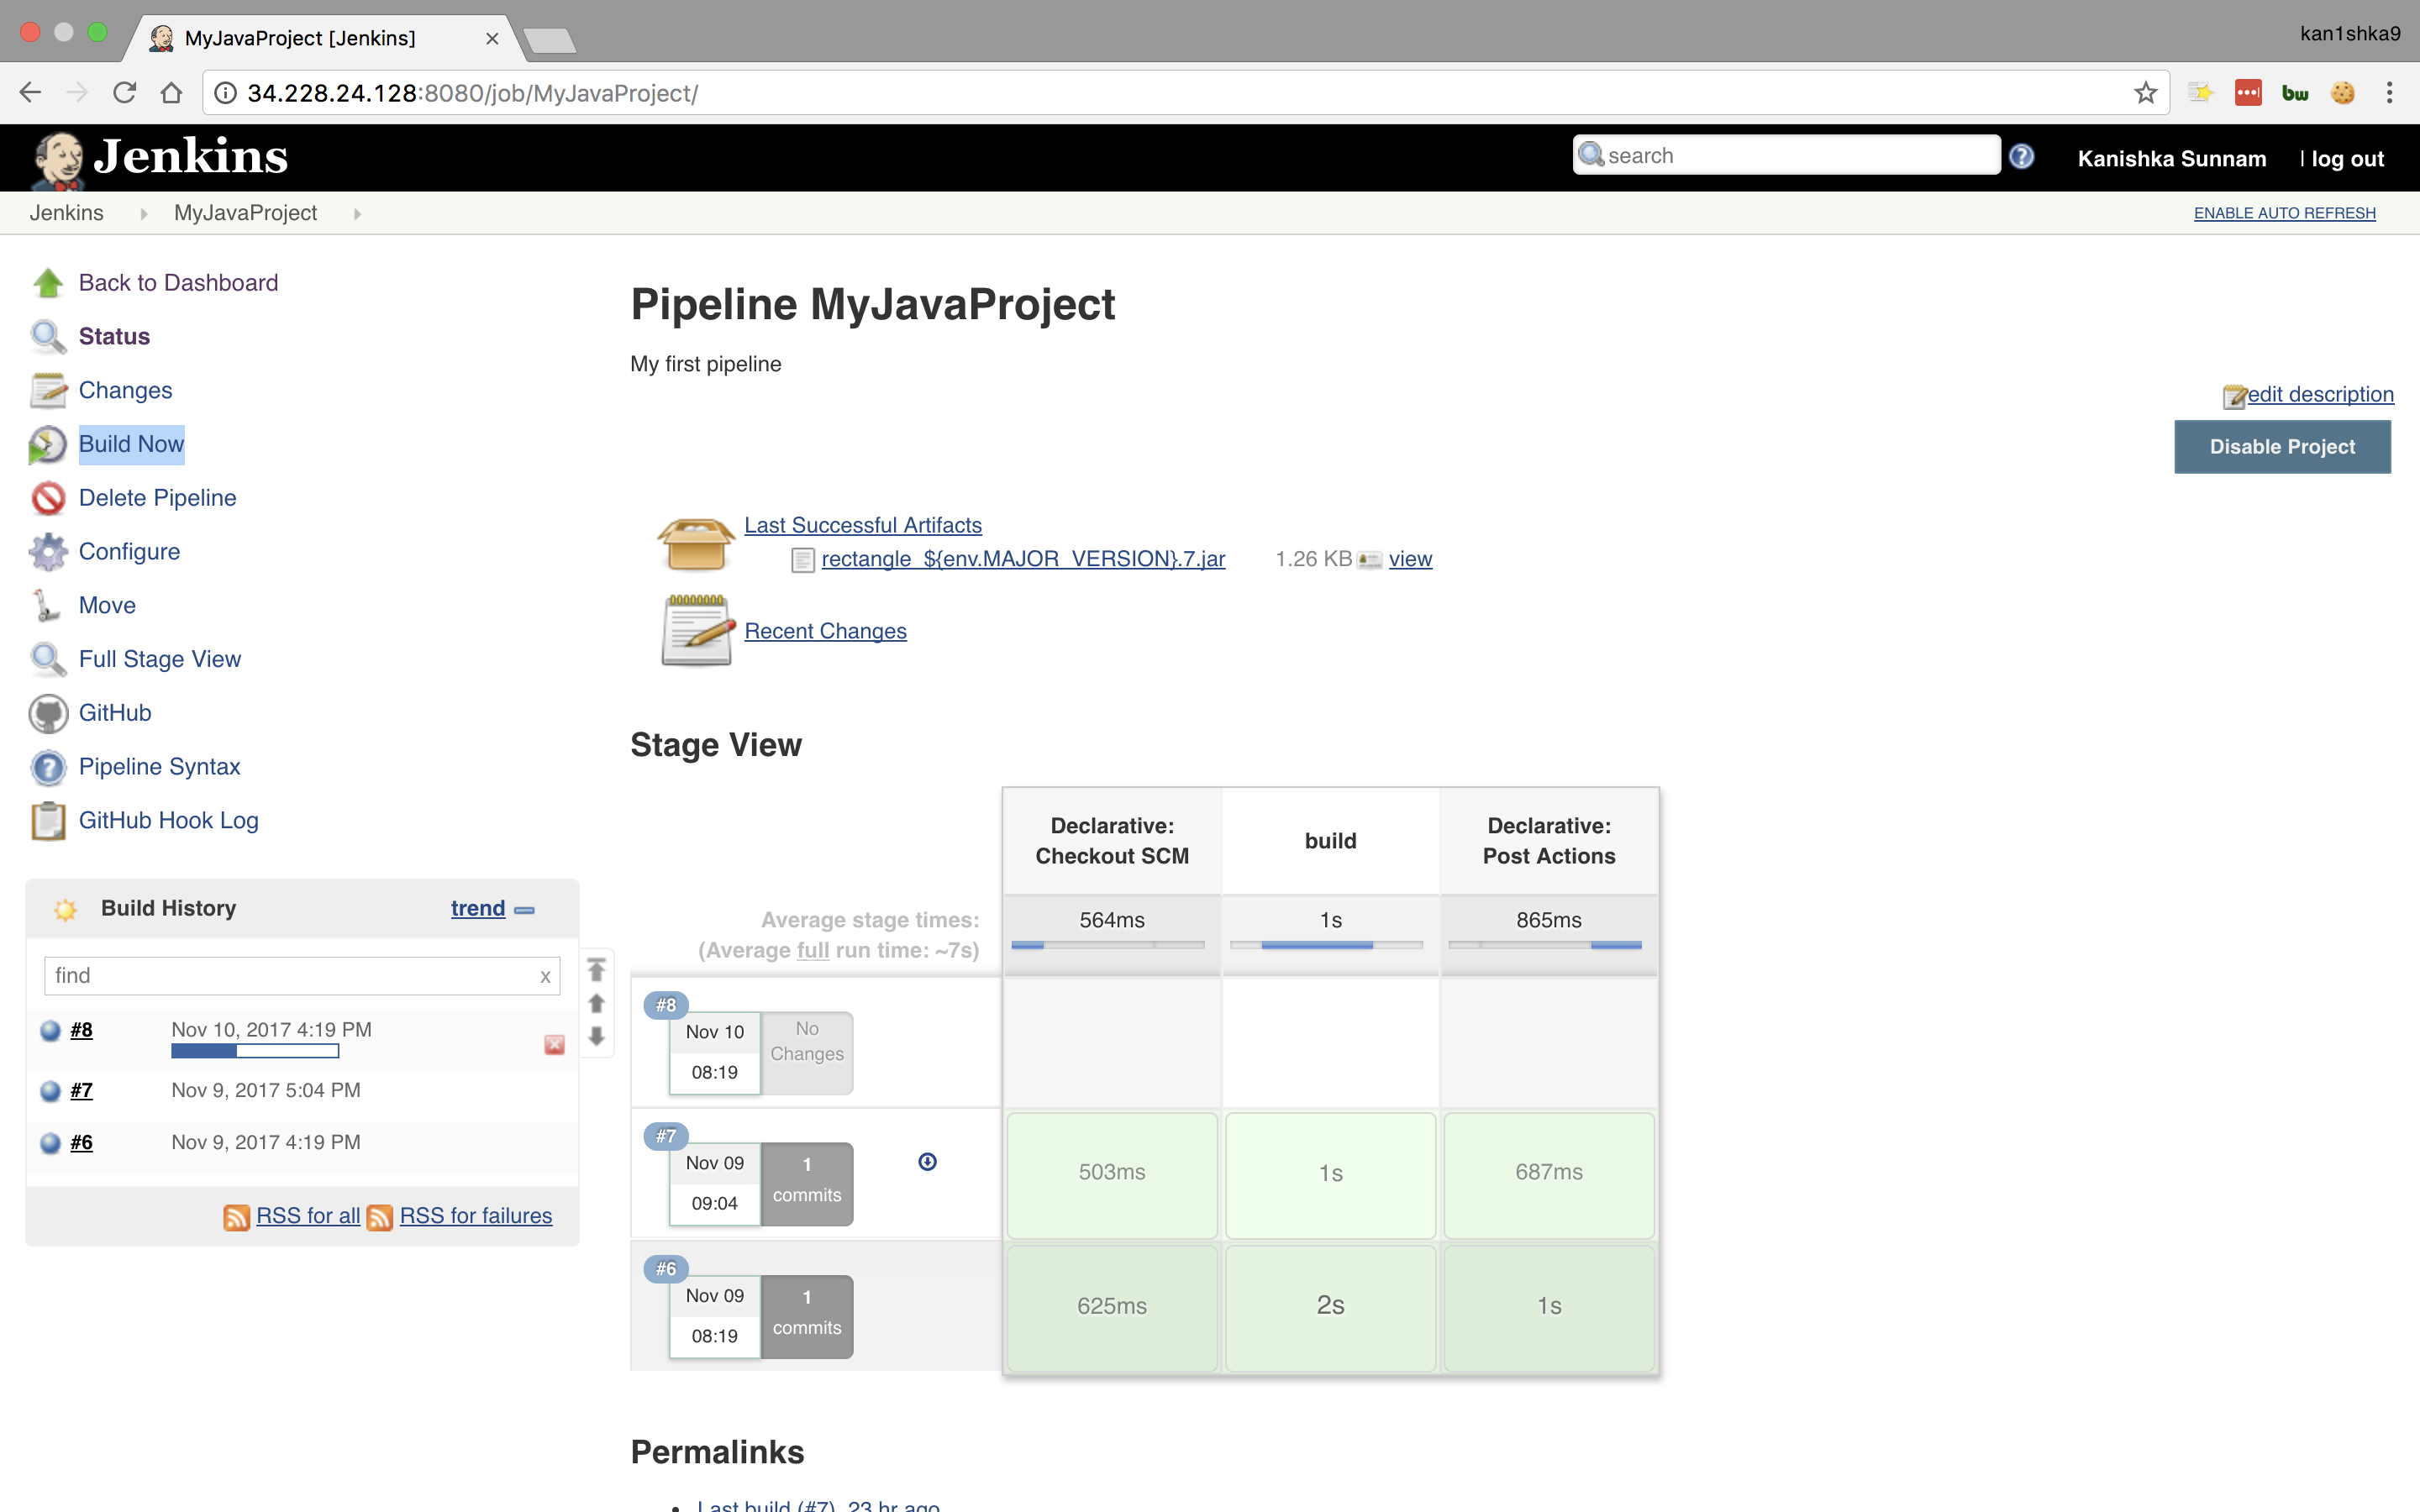 MyJavaProject [Jenkins]
kan1shka9
34.228.24.128:8080/job/MyJavaProject/
bw
Jenkins
search
Kanishka Sunnam
| log out
Jenkins
MyJavaProject
ENABLE AUTO REFRESH
Back to Dashboard
Status
Changes
Build Now
Delete Pipeline
Configure
Move
Full Stage View
GitHub
Pipeline Syntax
GitHub Hook Log
Build History
trend
find
x
#8
Nov 10, 2017 4:19 PM
#7
Nov 9, 2017 5:04 PM
#6
Nov 9, 2017 4:19 PM
RSS for all
RSS for failures
Pipeline MyJavaProject
My first pipeline
edit description
Disable Project
Last Successful Artifacts
rectangle_${env.MAJOR_VERSION}.7.jar
1.26 KB
view
Recent Changes
Stage View
Declarative:
Checkout SCM
build
Declarative:
Post Actions
Average stage times:
(Average full run time: ~7s)
564ms
1s
865ms
#8
Nov 10
08:19
No
Changes
#7
Nov 09
09:04
1
commits
503ms
1s
687ms
#6
Nov 09
08:19
1
commits
625ms
2s
1s
Permalinks
Last build (#7), 23 hr ago